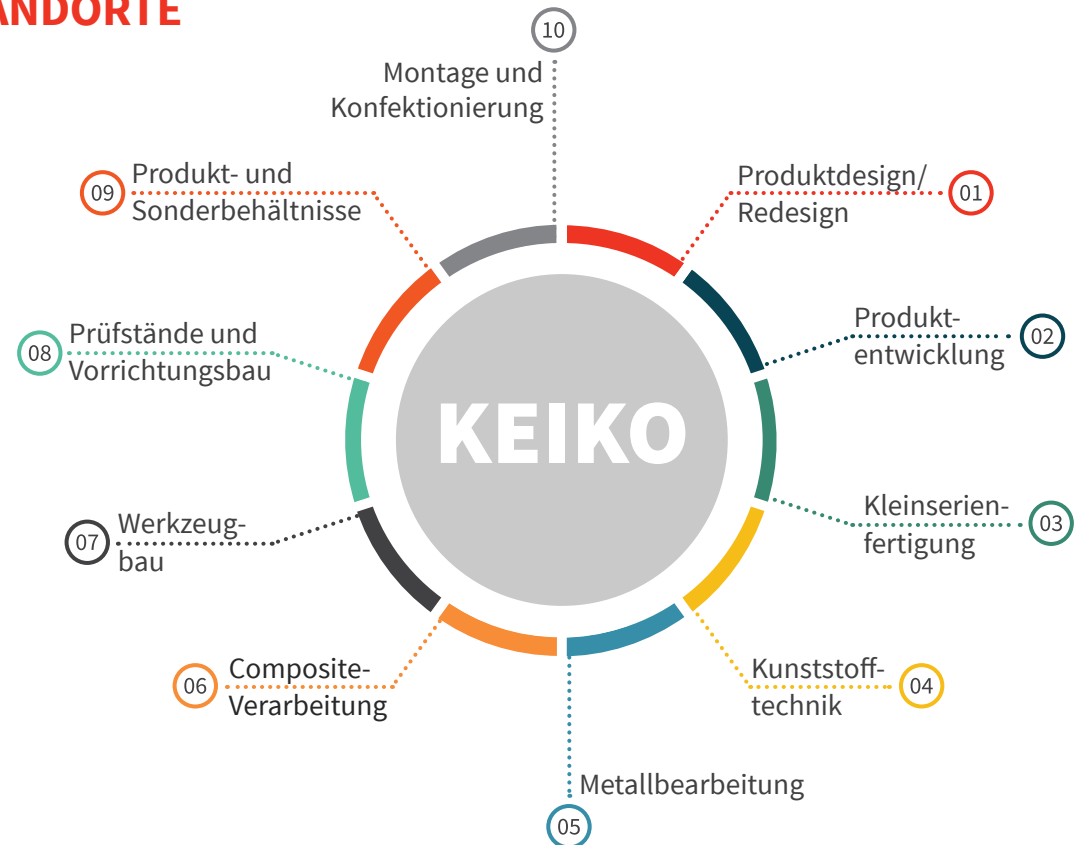 10
Montage und
Konfektionierung
Produktdesign/
Redesign
01
Produkt-
entwicklung
02
Kleinserien-
fertigung
03
Kunststoff-
technik
04
Metallbearbeitung
05
06
Composite-
Verarbeitung
07
Werkzeug-
bau
08
Prüfstände und
Vorrichtungsbau
09
Produkt- und
Sonderbehältnisse
KEIKO